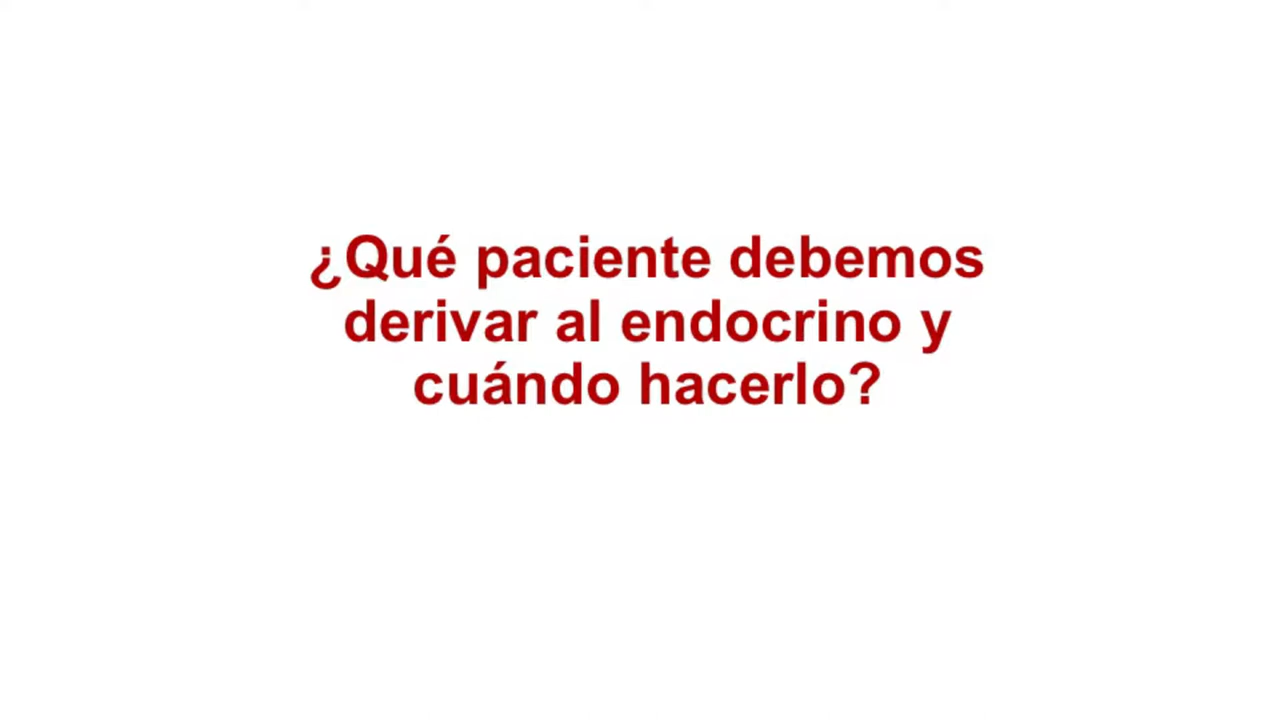 ¿Qué paciente debemos
derivar al endocrino y
cuándo hacerlo?